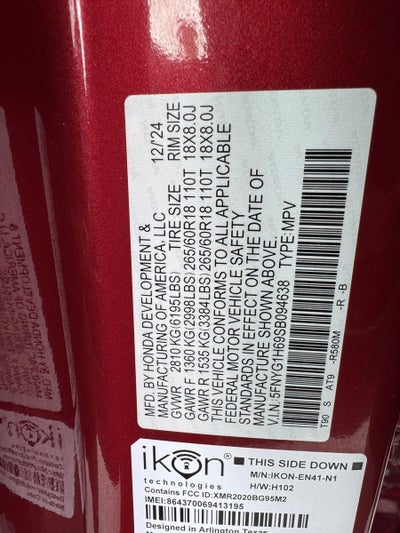 MFD. BY HONDA DEVELOPMENT & 12/24
MANUFACTURING OF AMERICA, LLC
GVWR 2810 KG(6195LBS) TIRE SIZE RIM SIZE
GAWR F 1360 KG(2998LBS) 265/60R18 110T 18X8.0J
GAWR R 1535 KG(3384LBS) 265/60R18 110T 18X8.0J
THIS VEHICLE CONFORMS TO ALL APPLICABLE
FEDERAL MOTOR VEHICLE SAFETY
STANDARDS IN EFFECT ON THE DATE OF
MANUFACTURE SHOWN ABOVE.
V.I.N.: 5FNYG1H69SB094638 TYPE: MPV
T90 S AT9 -R580M -R -B
ikon
technologies
THIS SIDE DOWN
M/N:IKON-EN41-N1
H/W:H102
Contains FCC ID:XMR2020BG95M2
IMEI:864370069413195
Designed in Arlington Texas